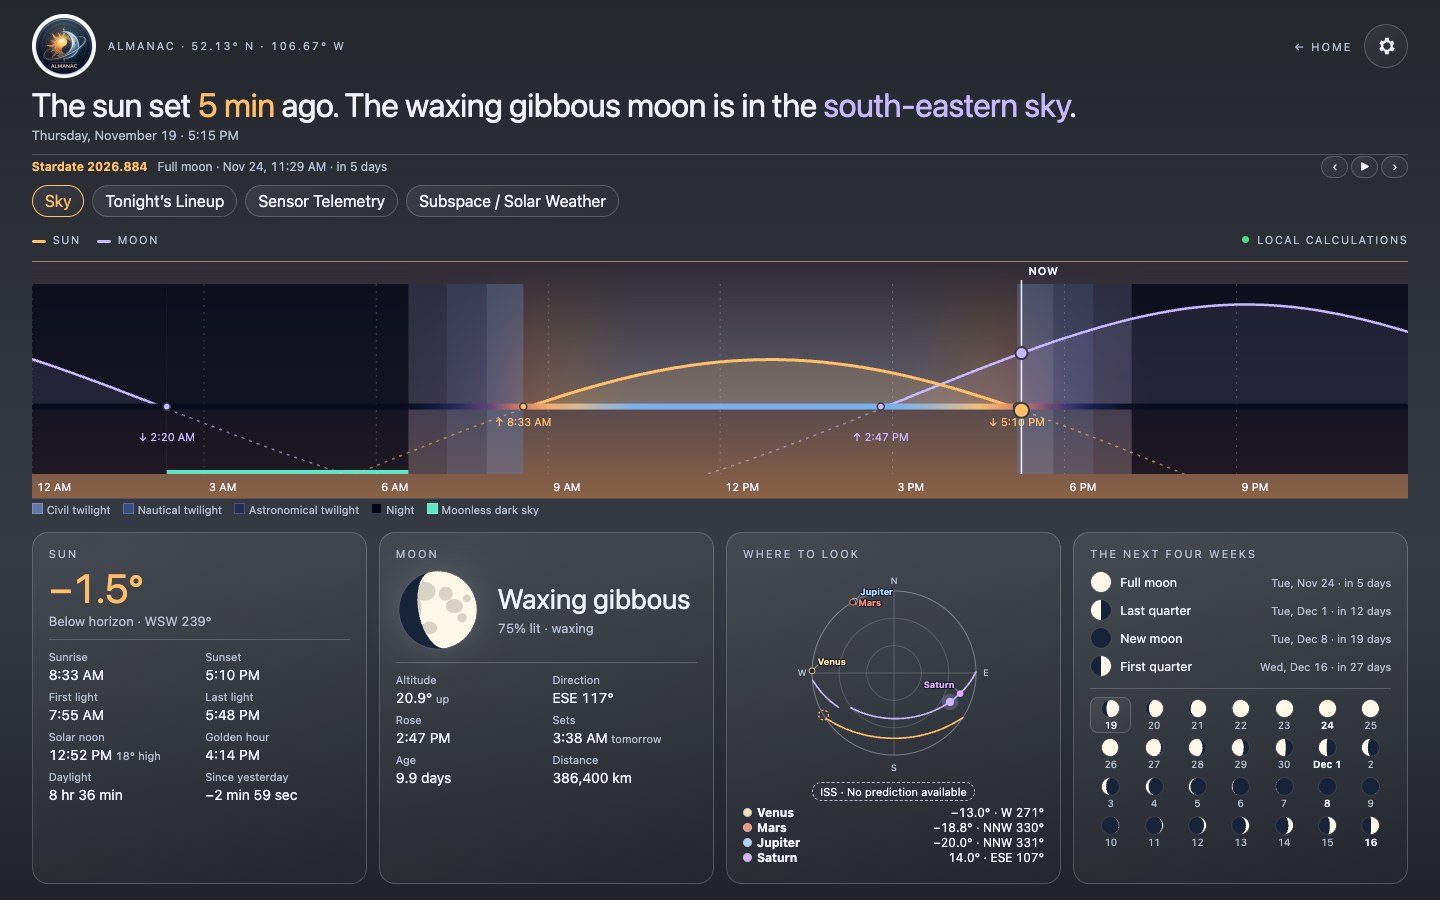 ALMANAC
ALMANAC · 52.13° N · 106.67° W
← HOME
The sun set 5 min ago. The waxing gibbous moon is in the south-eastern sky.
Thursday, November 19 · 5:15 PM
Stardate 2026.884 Full moon · Nov 24, 11:29 AM · in 5 days
‹ ▶ ›
Sky Tonight's Lineup Sensor Telemetry Subspace / Solar Weather
SUN MOON
LOCAL CALCULATIONS
NOW
↑ 8:33 AM ↓ 5:10 PM
↓ 2:20 AM ↑ 2:47 PM
12 AM 3 AM 6 AM 9 AM 12 PM 3 PM 6 PM 9 PM
Civil twilight Nautical twilight Astronomical twilight Night Moonless dark sky
SUN
−1.5°
Below horizon · WSW 239°
Sunrise Sunset
8:33 AM 5:10 PM
First light Last light
7:55 AM 5:48 PM
Solar noon Golden hour
12:52 PM 18° high 4:14 PM
Daylight Since yesterday
8 hr 36 min −2 min 59 sec
MOON
Waxing gibbous
75% lit · waxing
Altitude Direction
20.9° up ESE 117°
Rose Sets
2:47 PM 3:38 AM tomorrow
Age Distance
9.9 days 386,400 km
WHERE TO LOOK
N
Jupiter
Mars
Venus
W E
Saturn
S
ISS · No prediction available
Venus −13.0° · W 271°
Mars −18.8° · NNW 330°
Jupiter −20.0° · NNW 331°
Saturn 14.0° · ESE 107°
THE NEXT FOUR WEEKS
Full moon Tue, Nov 24 · in 5 days
Last quarter Tue, Dec 1 · in 12 days
New moon Tue, Dec 8 · in 19 days
First quarter Wed, Dec 16 · in 27 days
19 20 21 22 23 24 25
26 27 28 29 30 Dec 1 2
3 4 5 6 7 8 9
10 11 12 13 14 15 16